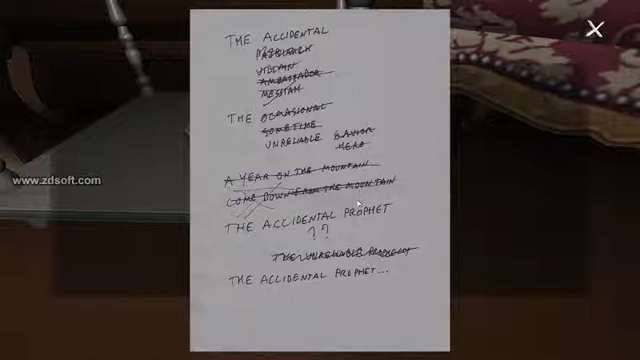 THE ACCIDENTAL
PATRIARCH
VILLAIN
AMBASSADOR
MESSIAH
THE OCCASIONAL
SOMETIME
UNRELIABLE SAVIOR
HERO
A YEAR ON THE MOUNTAIN
COME DOWN FROM THE MOUNTAIN
THE ACCIDENTAL PROPHET
??
THE UNRELIABLE PROPHET
THE ACCIDENTAL PROPHET...
www.zdsoft.com